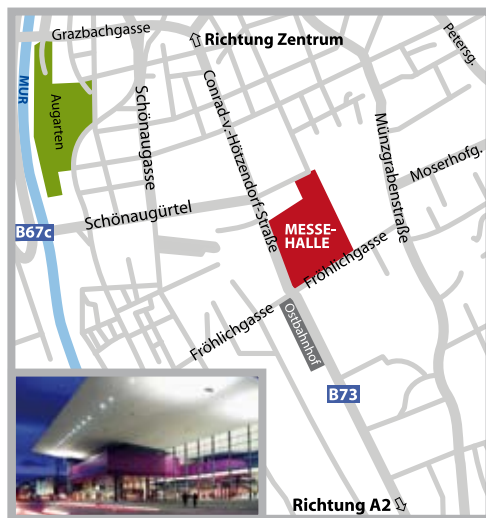 Grazbachgasse
Richtung Zentrum
Petersg.
MUR
Augarten
Schönaugasse
Conrad-v.-Hötzendorf-Straße
Münzgrabenstraße
Moserhofg.
Schönaugürtel
B67c
MESSE-
HALLE
Fröhlichgasse
Fröhlichgasse
Ostbahnhof
B73
Richtung A2